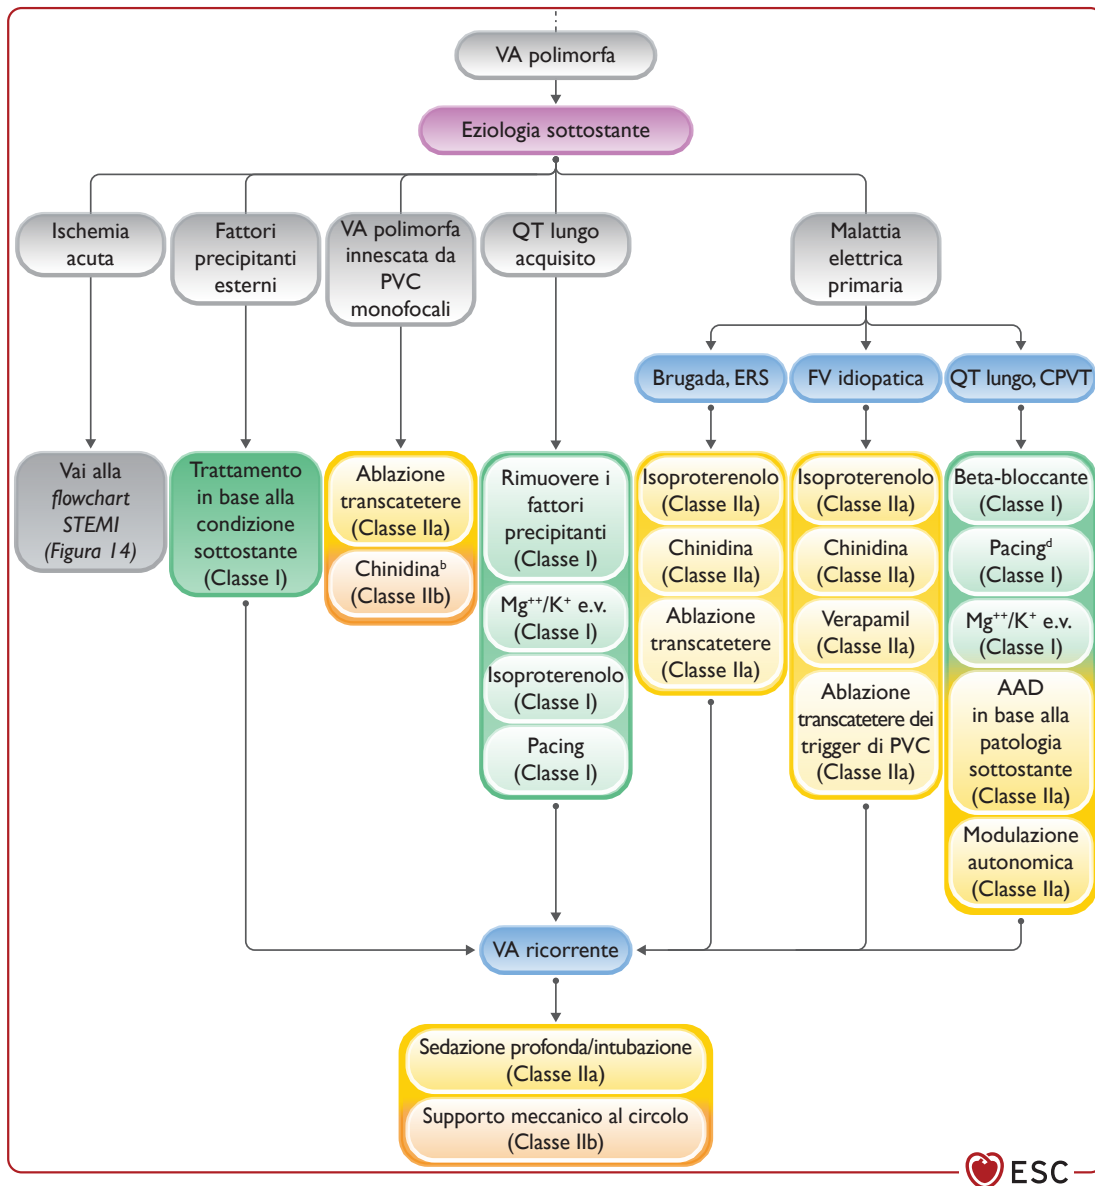 VA polimorfa
Eziologia sottostante
Ischemia
acuta
Fattori
precipitanti
esterni
VA polimorfa
innescata da
PVC
monofocali
QT lungo
acquisito
Malattia
elettrica
primaria
Brugada, ERS
FV idiopatica
QT lungo, CPVT
Vai alla
flowchart
STEMI
(Figura 14)
Trattamento
in base alla
condizione
sottostante
(Classe I)
Ablazione
transcatetere
(Classe IIa)
Chinidinaᵇ
(Classe IIb)
Rimuovere i
fattori
precipitanti
(Classe I)
Mg⁺⁺/K⁺ e.v.
(Classe I)
Isoproterenolo
(Classe I)
Pacing
(Classe I)
Isoproterenolo
(Classe IIa)
Chinidina
(Classe IIa)
Ablazione
transcatetere
(Classe IIa)
Isoproterenolo
(Classe IIa)
Chinidina
(Classe IIa)
Verapamil
(Classe IIa)
Ablazione
transcatetere dei
trigger di PVC
(Classe IIa)
Beta-bloccante
(Classe I)
Pacingᵈ
(Classe I)
Mg⁺⁺/K⁺ e.v.
(Classe I)
AAD
in base alla
patologia
sottostante
(Classe IIa)
Modulazione
autonomica
(Classe IIa)
VA ricorrente
Sedazione profonda/intubazione
(Classe IIa)
Supporto meccanico al circolo
(Classe IIb)
ESC